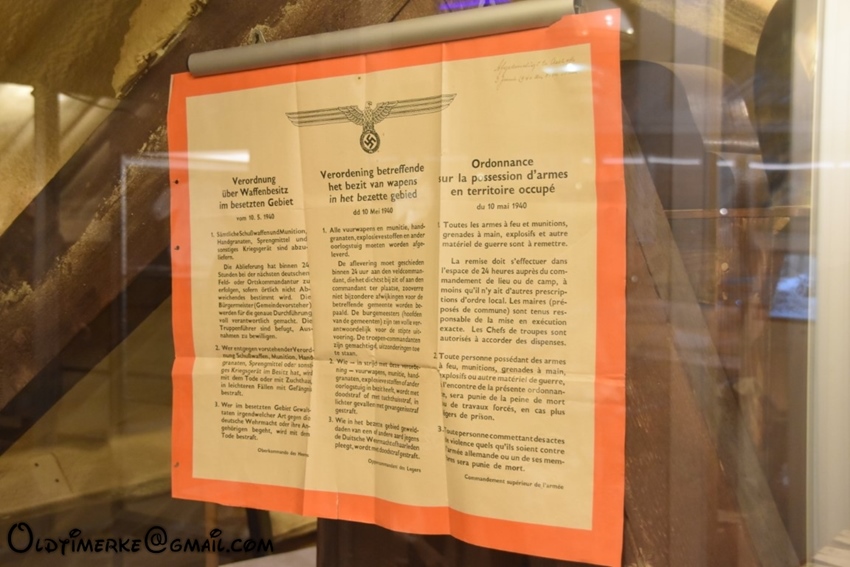 Verordnung
über Waffenbesitz
im besetzten Gebiet
vom 10. 5. 1940
1. Sämtliche Schußwaffen und Munition,
Handgranaten, Sprengmittel und
sonstiges Kriegsgerät sind abzu-
liefern.
Die Ablieferung hat binnen 24
Stunden bei der nächsten deutschen
Feld- oder Ortskommandantur zu
erfolgen, sofern örtlich nicht Ab-
weichendes bestimmt wird. Die
Bürgermeister (Gemeindevorsteher)
werden für die genaue Durchführung
voll verantwortlich gemacht. Die
Truppenführer sind befugt, Aus-
nahmen zu bewilligen.
2. Wer entgegen vorstehender Verord-
nung Schußwaffen, Munition, Hand-
granaten, Sprengmittel oder sonsti-
ges Kriegsgerät im Besitz hat, wird
mit dem Tode oder mit Zuchthaus,
in leichteren Fällen mit Gefängnis
bestraft.
3. Wer im besetzten Gebiet Gewalt-
taten irgendwelcher Art gegen die
deutsche Wehrmacht oder ihre An-
gehörigen begeht, wird mit dem
Tode bestraft.
Oberkommando des Heeres
Verordening betreffende
het bezit van wapens
in het bezette gebied
dd 10 Mei 1940
1. Alle vuurwapens en munitie, hand-
granaten, explosievestoffen en ander
oorlogstuig moeten worden afge-
leverd.
De aflevering moet geschieden
binnen 24 uur aan den veldcomman-
dant, die het dichtst bij zit of aan den
commandant ter plaatse, zooverre
niet bijzondere afwijkingen voor de
betreffende gemeente worden be-
paald. De burgemeesters (hoofden
van de gemeenten) zijn ten volle ver-
antwoordelijk voor de stipte uit-
voering. De troepen-commandanten
zijn gemachtigd, uitzonderingen toe
te staan.
2. Wie — in strijd met deze verorde-
ning — vuurwapens, munitie, hand-
granaten, explosievestoffen of ander
oorlogstuig in bezit heeft, wordt met
doodstraf of met tuchthuisstraf, in
lichter gevallen met gevangenisstraf
gestraft.
3. Wie in het bezette gebied geweld-
daden van een of andere aard jegens
de Duitsche Weermacht of haar leden
pleegt, wordt met doodstraf gestraft.
Ordonnance
sur la possession d'armes
en territoire occupé
du 10 mai 1940
Toutes les armes à feu et munitions,
grenades à main, explosifs et autre
matériel de guerre sont à remettre.
La remise doit s'effectuer dans
l'espace de 24 heures auprès du com-
mandement de lieu ou de camp, à
moins qu'il n'y ait d'autres prescrip-
tions d'ordre local. Les maires (pré-
posés de commune) sont tenus res-
ponsable de la mise en exécution
exacte. Les Chefs de troupes sont
autorisés à accorder des dispenses.
2. Toute personne possédant des armes
à feu, munitions, grenades à main,
explosifs ou autre matériel de guerre,
l'encontre de la présente ordonnan-
sera punie de la peine de mort
ou de travaux forcés, en cas plus
légers de prison.
3. Toute personne commettant des actes
de violence quels qu'ils soient contre
l'armée allemande ou un de ses mem-
bres sera punie de mort.
Commandement supérieur de l'armée
Oldtimerke@gmail.com